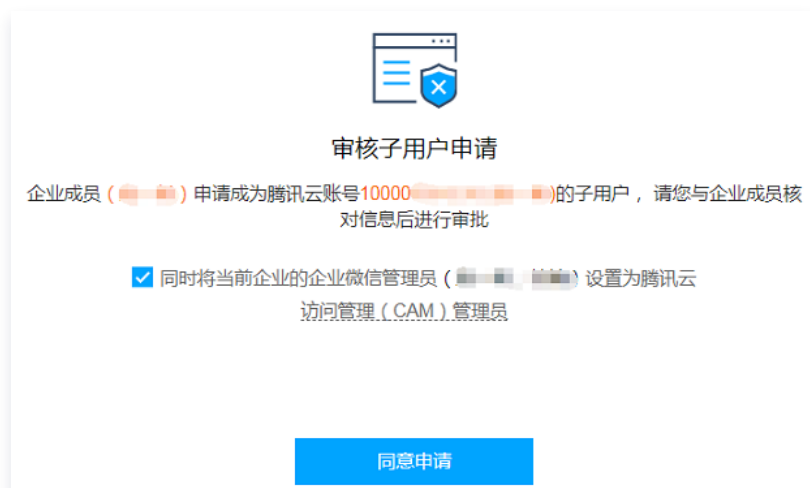 审核子用户申请
企业成员（）申请成为腾讯云账号10000)的子用户，请您与企业成员核
对信息后进行审批
同时将当前企业的企业微信管理员（）设置为腾讯云
访问管理（CAM）管理员
同意申请